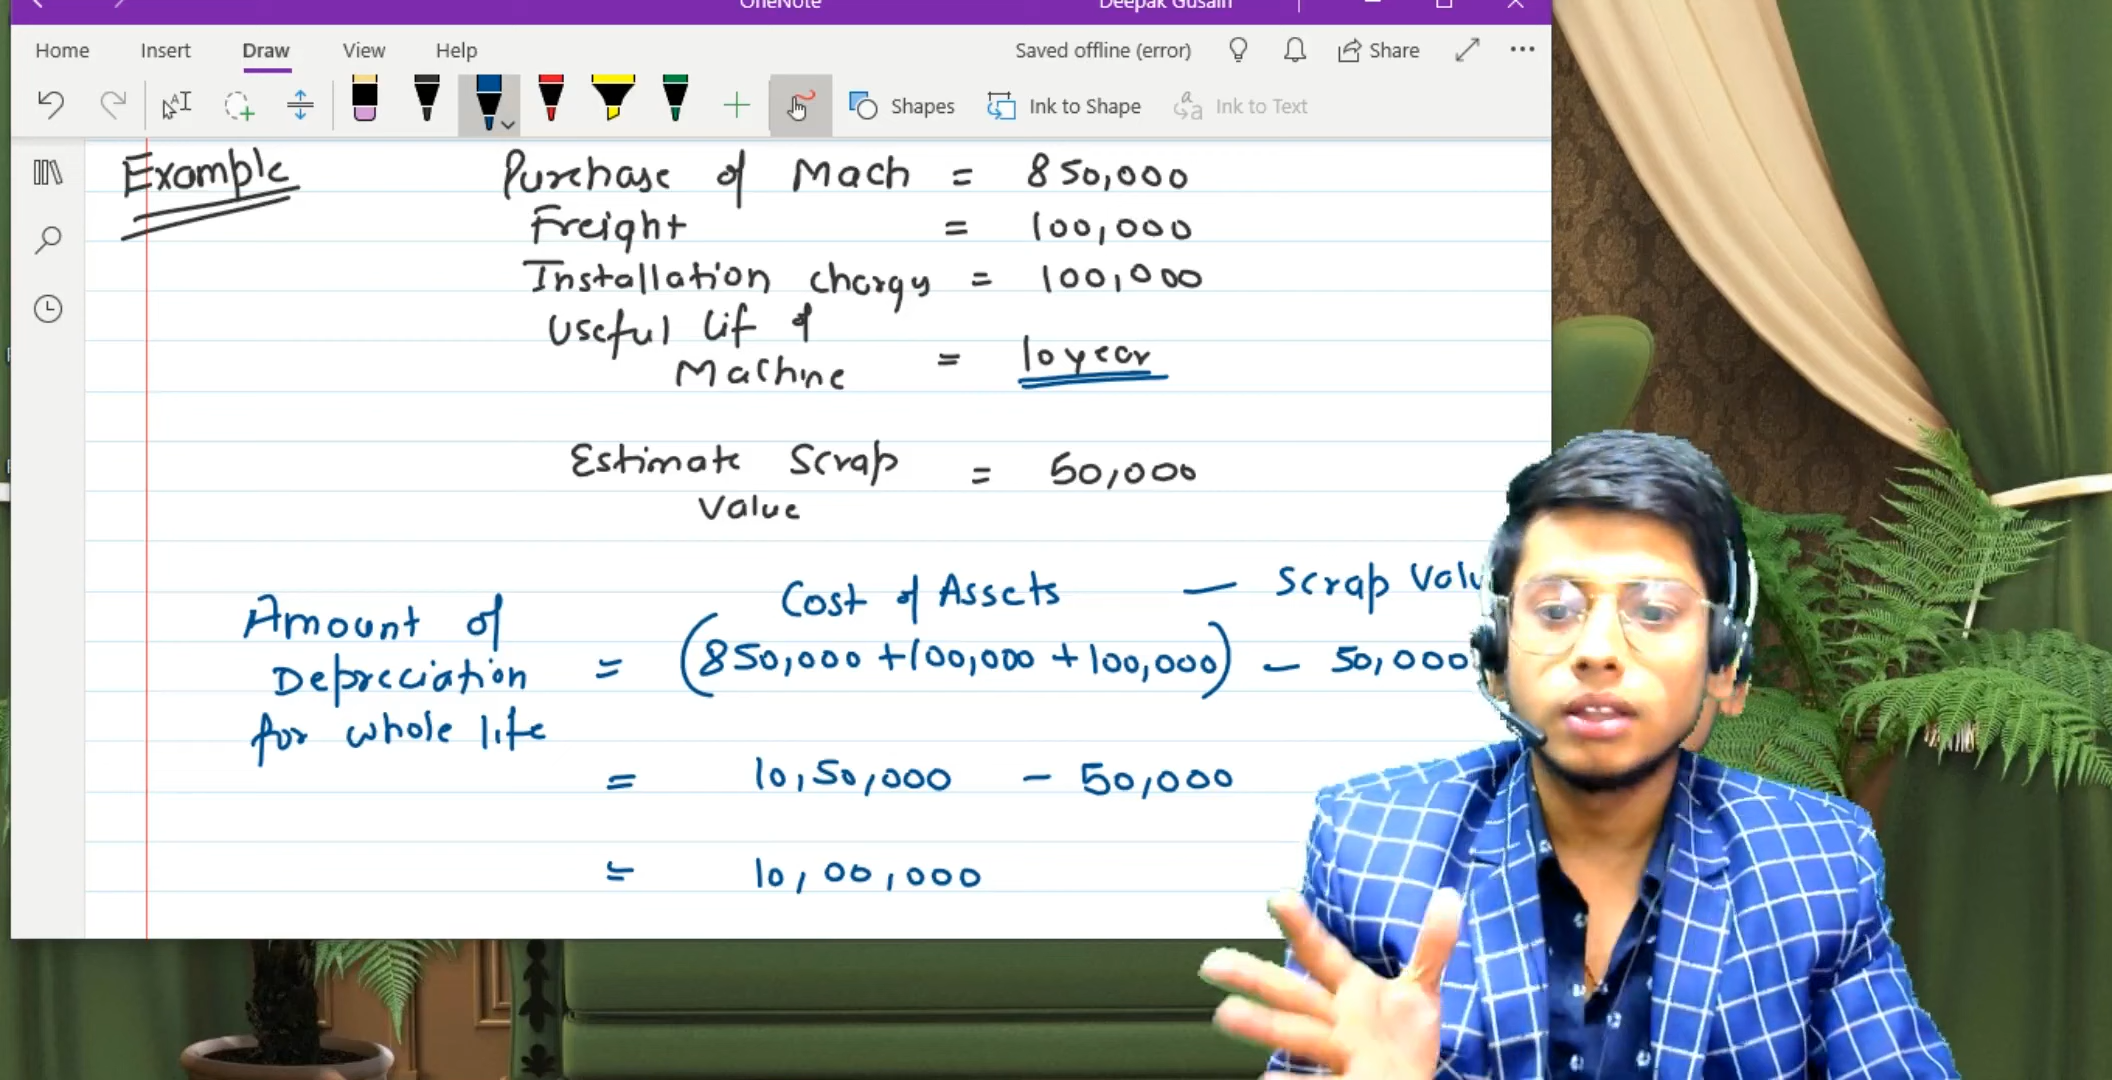 OneNote
Deepak Gusain
Home Insert Draw View Help
Saved offline (error) Share
Shapes Ink to Shape Ink to Text
Example
Purchase of Mach = 850,000
Freight = 100,000
Installation
= 100,000
Useful Lif of
Machine = 10 year
Estimate Scrap
Value = 50,000
Cost of Assets — Scrap Valu
Amount of
Depreciation
for whole life
= (850,000 + 100,000 + 100,000) — 50,000
= 10,50,000 - 50,000
= 10,00,000